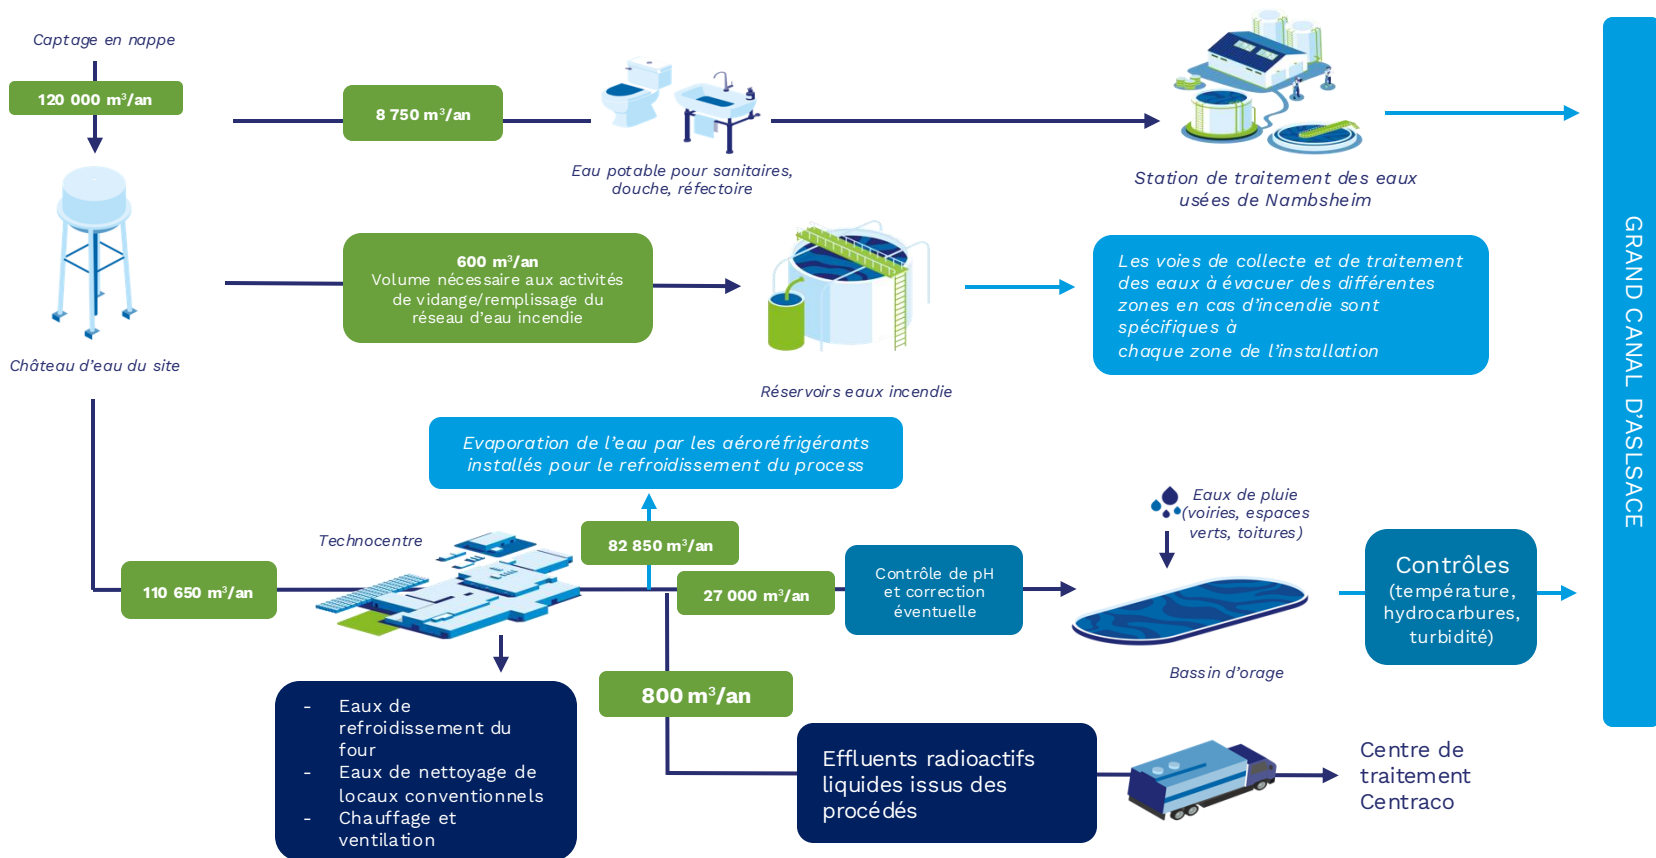 Captage en nappe
120 000 m³/an
8 750 m³/an
Eau potable pour sanitaires,
douche, réfectoire
Station de traitement des eaux
usées de Nambsheim
600 m³/an
Volume nécessaire aux activités
de vidange/remplissage du
réseau d’eau incendie
Réservoirs eaux incendie
Les voies de collecte et de traitement
des eaux à évacuer des différentes
zones en cas d’incendie sont
spécifiques à
chaque zone de l’installation
Château d’eau du site
GRAND CANAL D’ASLSACE
Evaporation de l’eau par les aéroréfrigérants
installés pour le refroidissement du process
Technocentre
82 850 m³/an
110 650 m³/an
27 000 m³/an
Contrôle de pH
et correction
éventuelle
Eaux de pluie
(voiries, espaces
verts, toitures)
Bassin d’orage
Contrôles
(température,
hydrocarbures,
turbidité)
- Eaux de
refroidissement du
four
- Eaux de nettoyage de
locaux conventionnels
- Chauffage et
ventilation
800 m³/an
Effluents radioactifs
liquides issus des
procédés
Centre de
traitement
Centraco